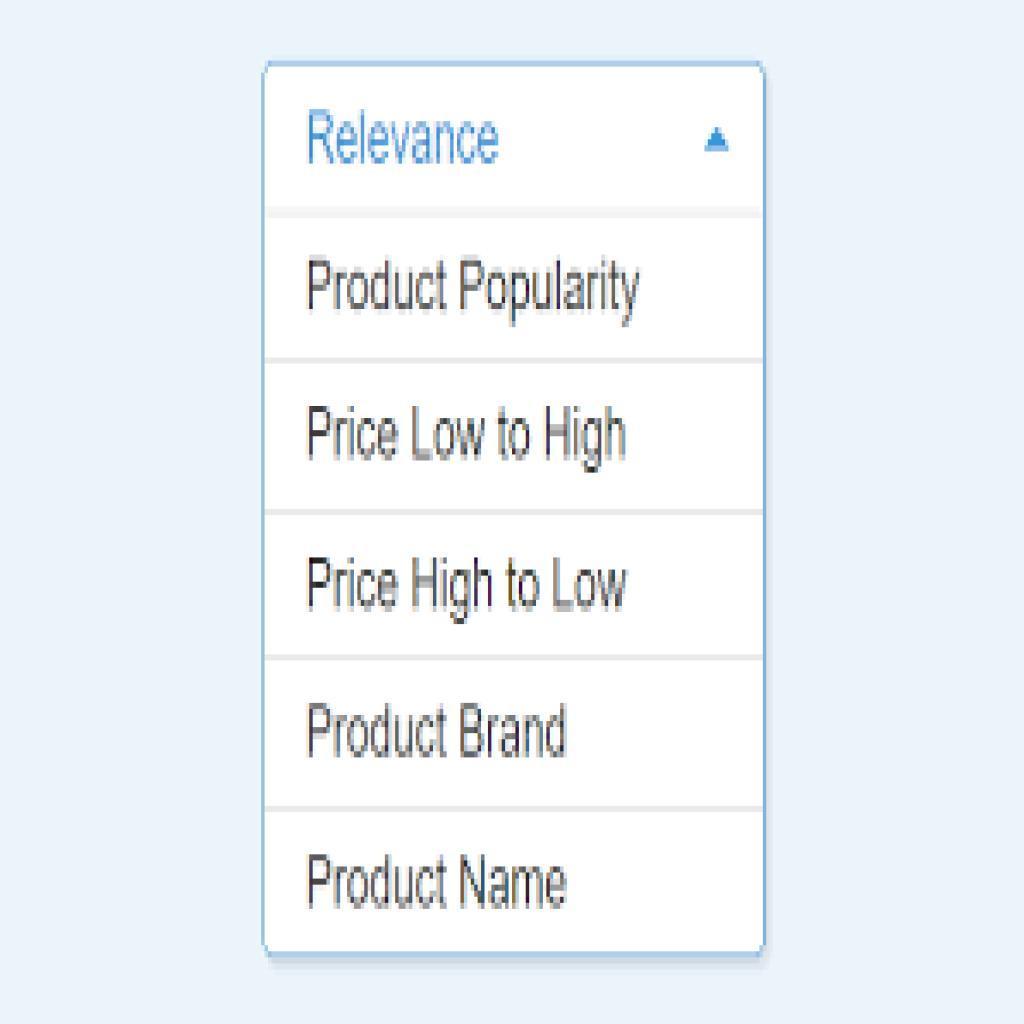 Relevance
Product Popularity
Price Low to High
Price High to Low
Product Brand
Product Name